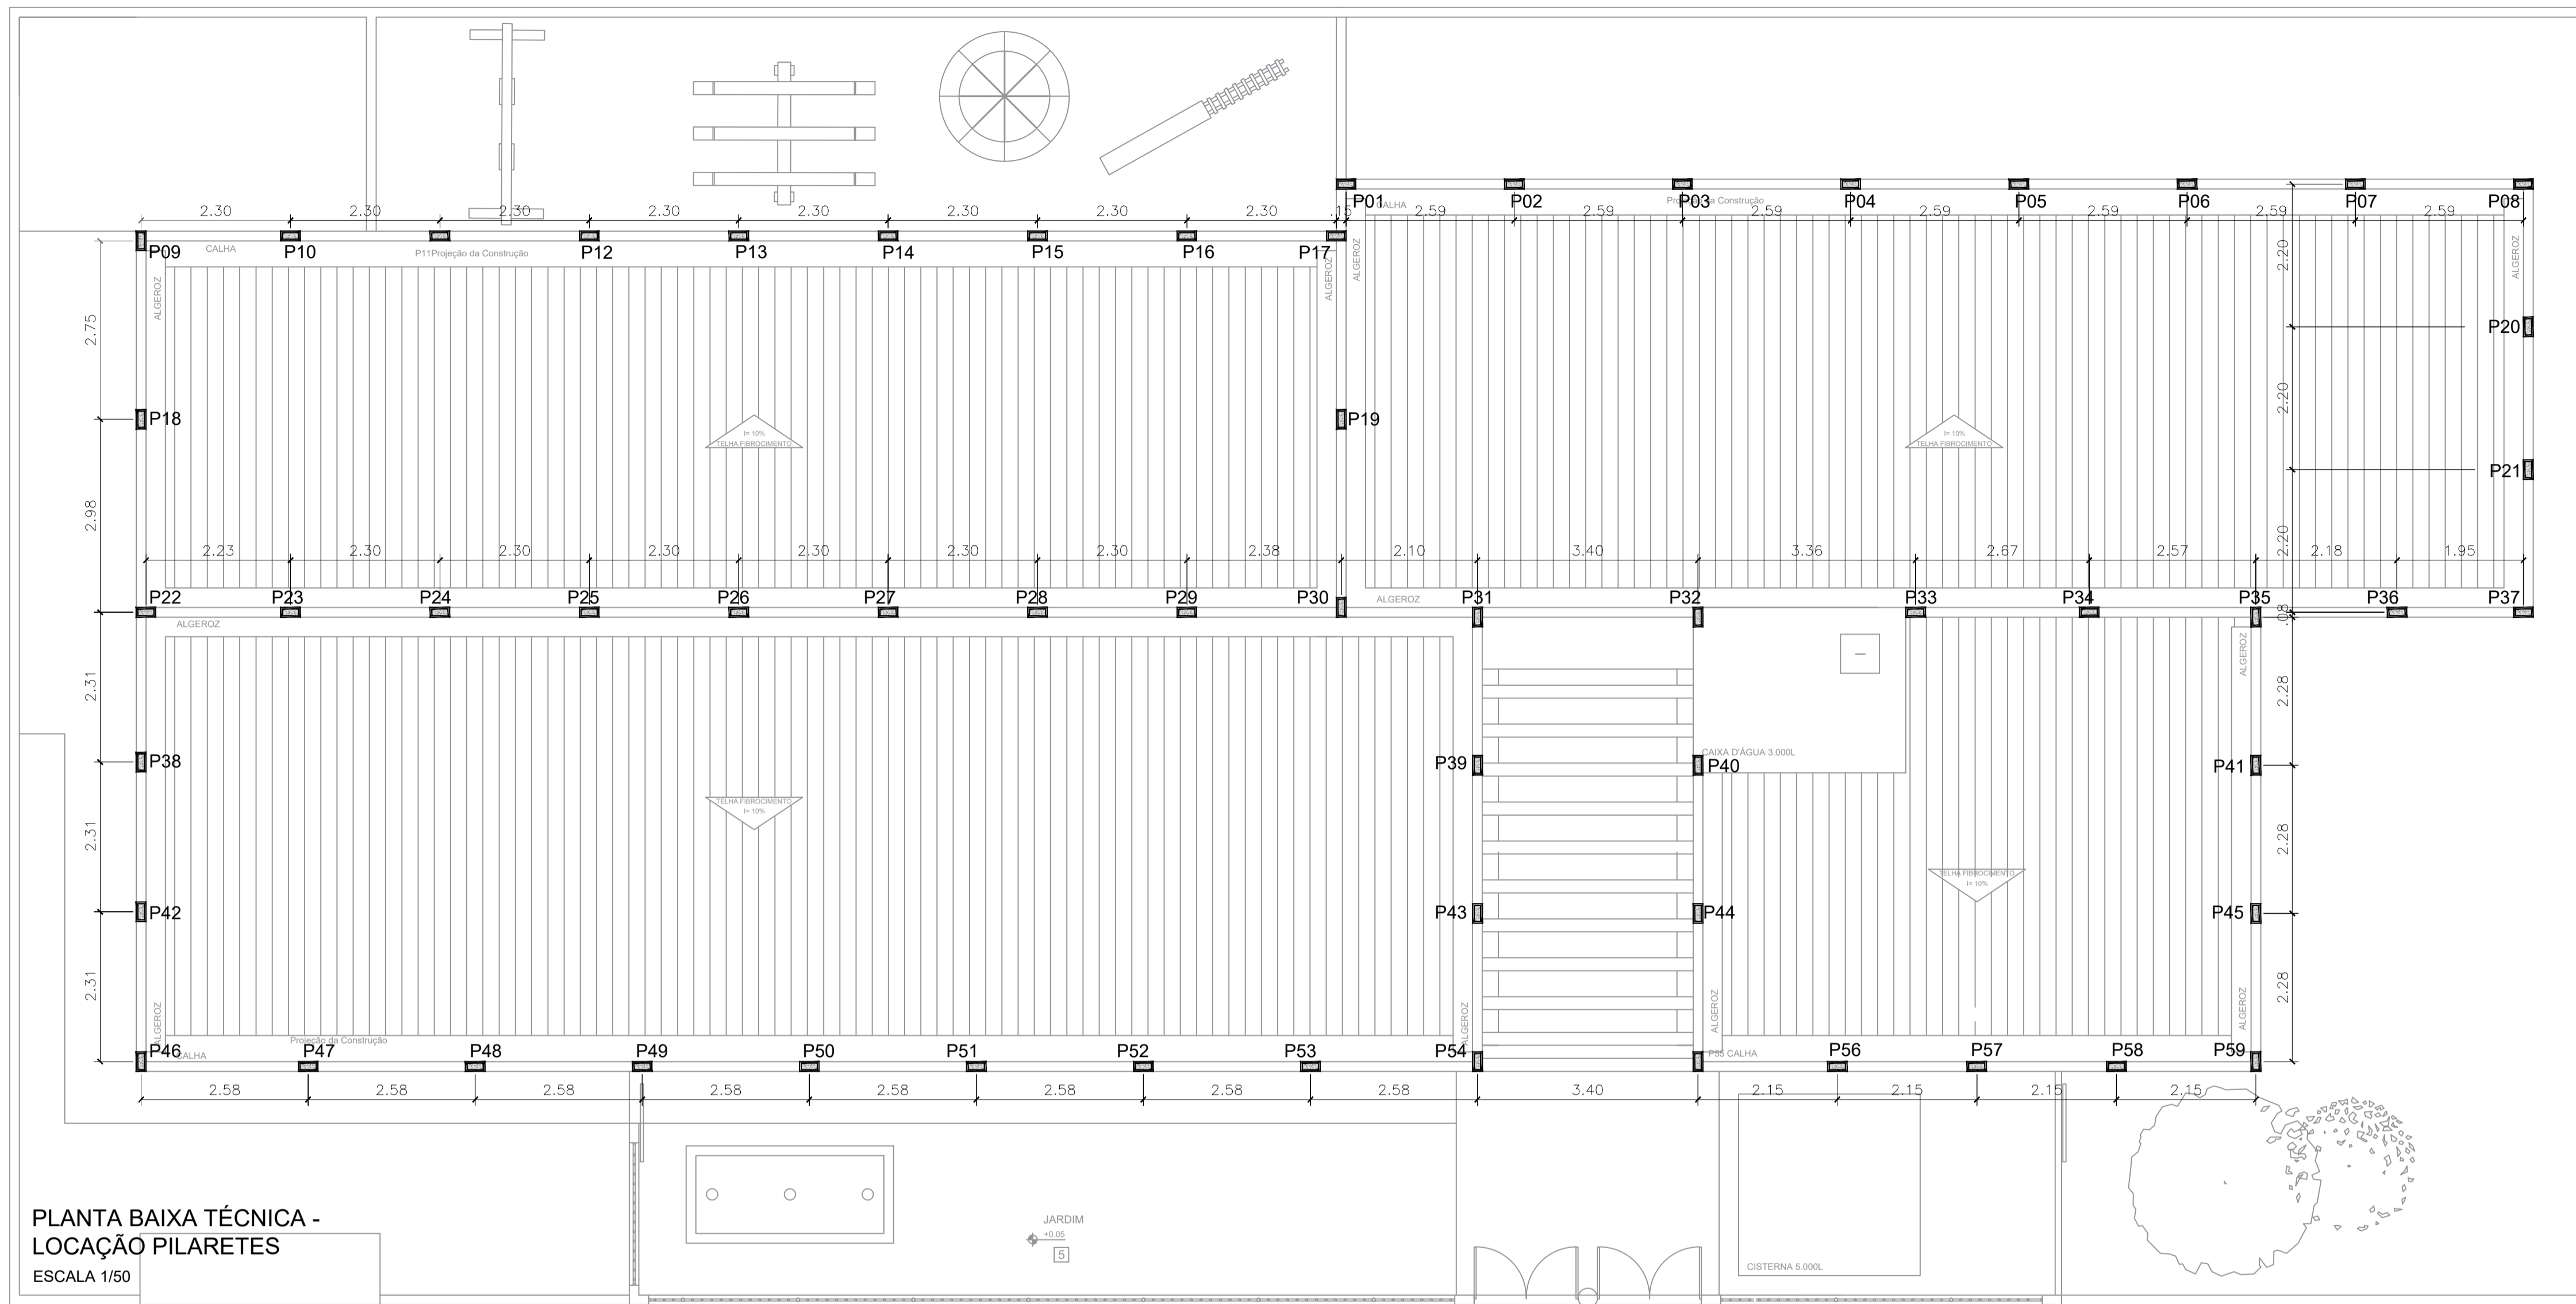 P01 P02 P03 P04 P05 P06 P07 P08
CALHA
Projeção da Construção
2.30 2.30 2.30 2.30 2.30 2.30 2.30 2.30 .15 2.59 2.59 2.59 2.59 2.59 2.59 2.59
P09 P10 P12 P13 P14 P15 P16 P17
CALHA
P11Projeção da Construção
ALGEROZ
ALGEROZ
ALGEROZ
ALGEROZ
2.20
2.75
P20
P18
P19
I= 10%
TELHA FIBROCIMENTO
I= 10%
TELHA FIBROCIMENTO
2.20
P21
2.98
2.20
2.23 2.30 2.30 2.30 2.30 2.30 2.30 2.38 2.10 3.40 3.36 2.67 2.57 2.18 1.95
P22 P23 P24 P25 P26 P27 P28 P29 P30 P31 P32 P33 P34 P35 P36 P37
ALGEROZ
.08
ALGEROZ
ALGEROZ
2.31
2.28
CAIXA D'ÁGUA 3.000L
P38 P39 P40 P41
TELHA FIBROCIMENTO
I= 10%
2.31
2.28
TELHA FIBROCIMENTO
I= 10%
P42 P43 P44 P45
2.31
2.28
ALGEROZ
ALGEROZ
ALGEROZ
ALGEROZ
Projeção da Construção
P46 P47 P48 P49 P50 P51 P52 P53 P54 P55 CALHA P56 P57 P58 P59
CALHA
2.58 2.58 2.58 2.58 2.58 2.58 2.58 2.58 3.40 2.15 2.15 2.15 2.15
PLANTA BAIXA TÉCNICA -
LOCAÇÃO PILARETES
ESCALA 1/50
JARDIM
+0.05
5
CISTERNA 5.000L